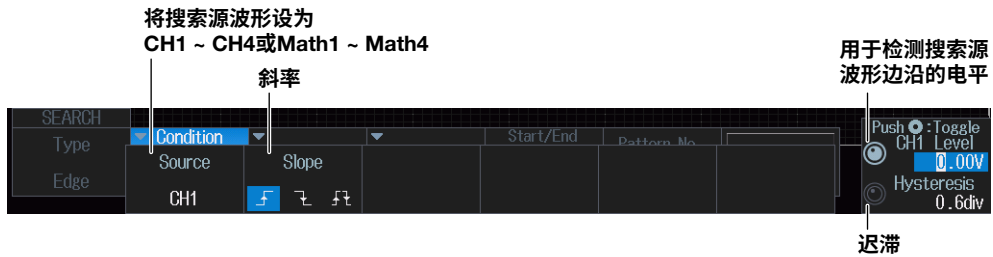 将搜索源波形设为
CH1 ~ CH4或Math1 ~ Math4
斜率
用于检测搜索源
波形边沿的电平
SEARCH
Type
Edge
Condition
Start/End
Pattern No.
Source
CH1
Slope
Push :Toggle
CH1 Level
0.00V
Hysteresis
0.6div
迟滞